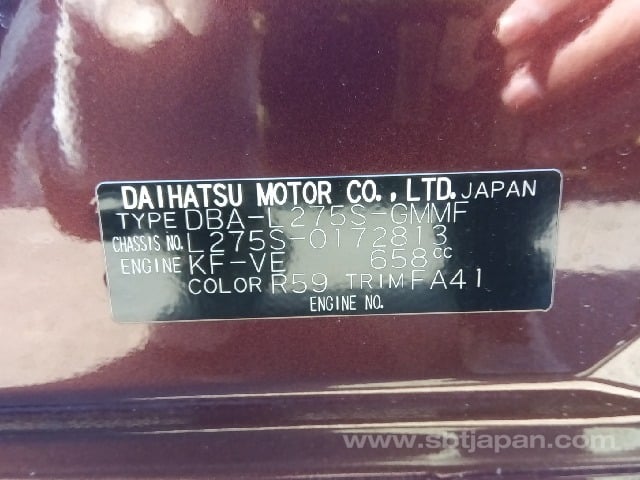 DAIHATSU MOTOR CO., LTD. JAPAN
TYPE DBA-L275S-GMMF
CHASSIS NO. L275S-0172813
ENGINE KF-VE 658cc
COLOR R59 TRIM FA41
ENGINE NO.
www.sbtjapan.com